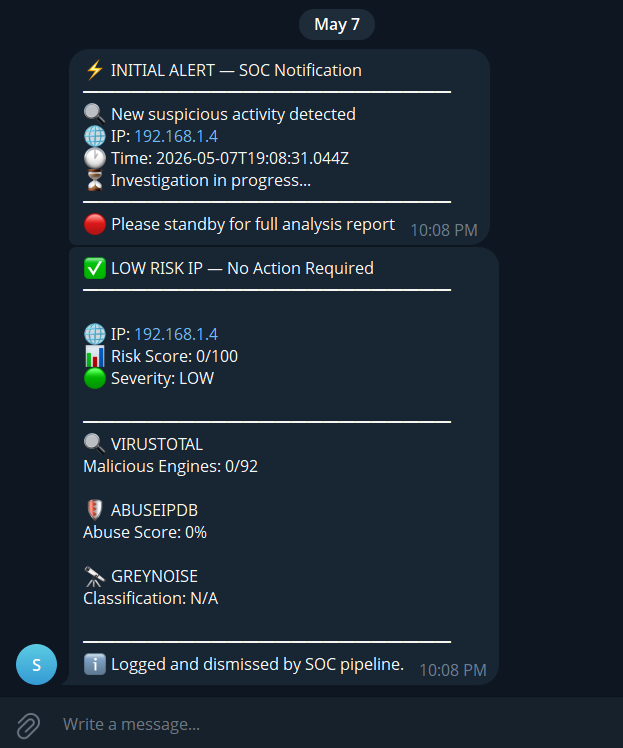 May 7
⚡ INITIAL ALERT — SOC Notification
🔍 New suspicious activity detected
🌐 IP: 192.168.1.4
🕐 Time: 2026-05-07T19:08:31.044Z
⏳ Investigation in progress...
🔴 Please standby for full analysis report 10:08 PM
✅ LOW RISK IP — No Action Required
🌐 IP: 192.168.1.4
📊 Risk Score: 0/100
🟢 Severity: LOW
🔍 VIRUSTOTAL
Malicious Engines: 0/92
🛡 ABUSEIPDB
Abuse Score: 0%
🔭 GREYNOISE
Classification: N/A
S
ℹ️ Logged and dismissed by SOC pipeline. 10:08 PM
Write a message...